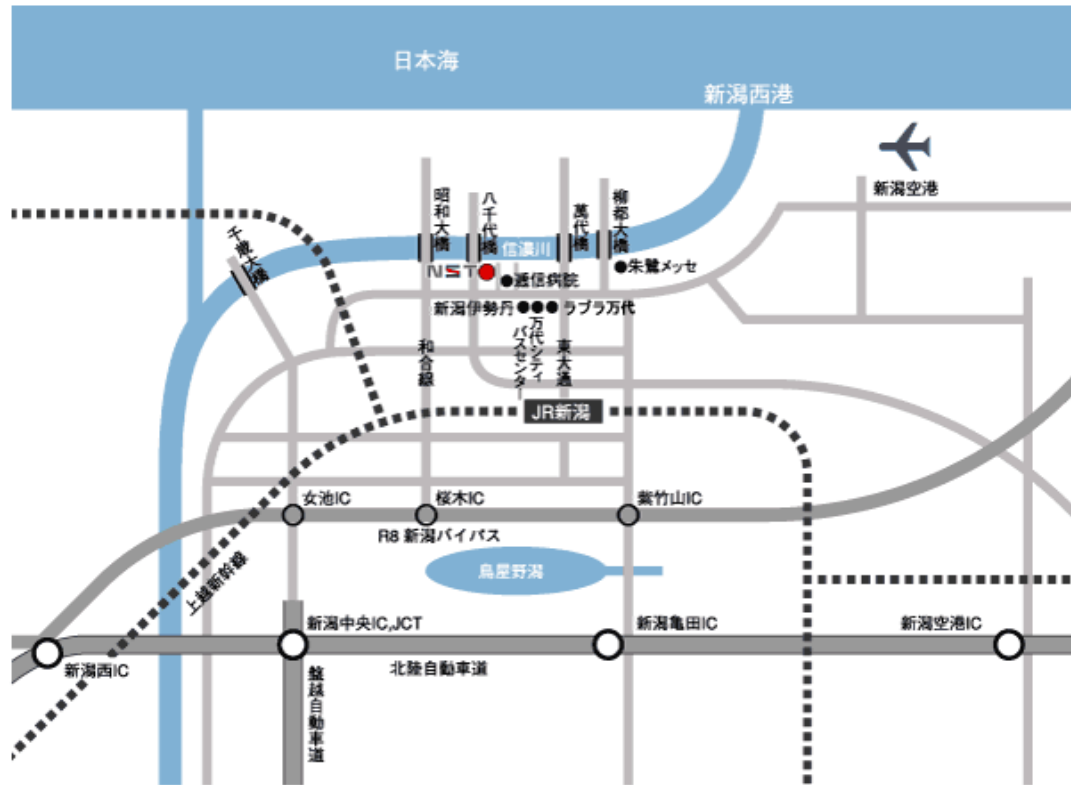 日本海
新潟西港
新潟空港
千歳大橋
昭和大橋
八千代橋
萬代橋
柳都大橋
信濃川
朱鷺メッセ
NST
逓信病院
新潟伊勢丹
ラブラ万代
万代シティ
バスセンター
和合線
東大通
JR新潟
女池IC
桜木IC
紫竹山IC
R8 新潟バイパス
鳥屋野潟
上越新幹線
新潟中央IC,JCT
新潟亀田IC
新潟空港IC
新潟西IC
北陸自動車道
磐越自動車道